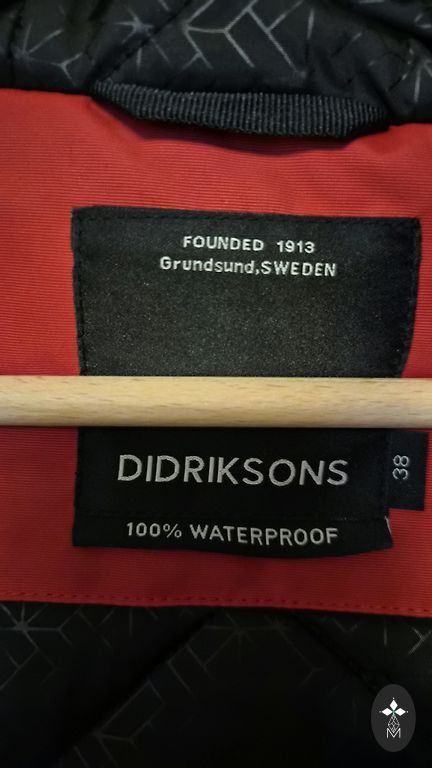 FOUNDED 1913
Grundsund,SWEDEN
DIDRIKSONS
38
100% WATERPROOF
M